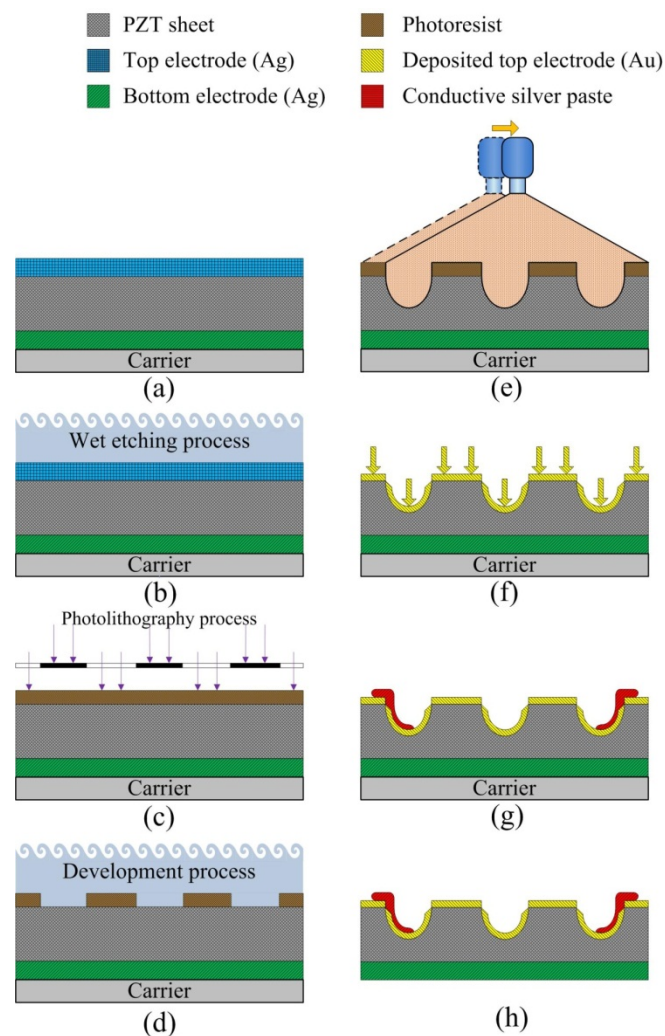 PZT sheet
Photoresist
Top electrode (Ag)
Deposited top electrode (Au)
Bottom electrode (Ag)
Conductive silver paste
Carrier
(a)
Carrier
(e)
Wet etching process
Carrier
(b)
Carrier
(f)
Photolithography process
Carrier
(c)
Carrier
(g)
Development process
Carrier
(d)
(h)